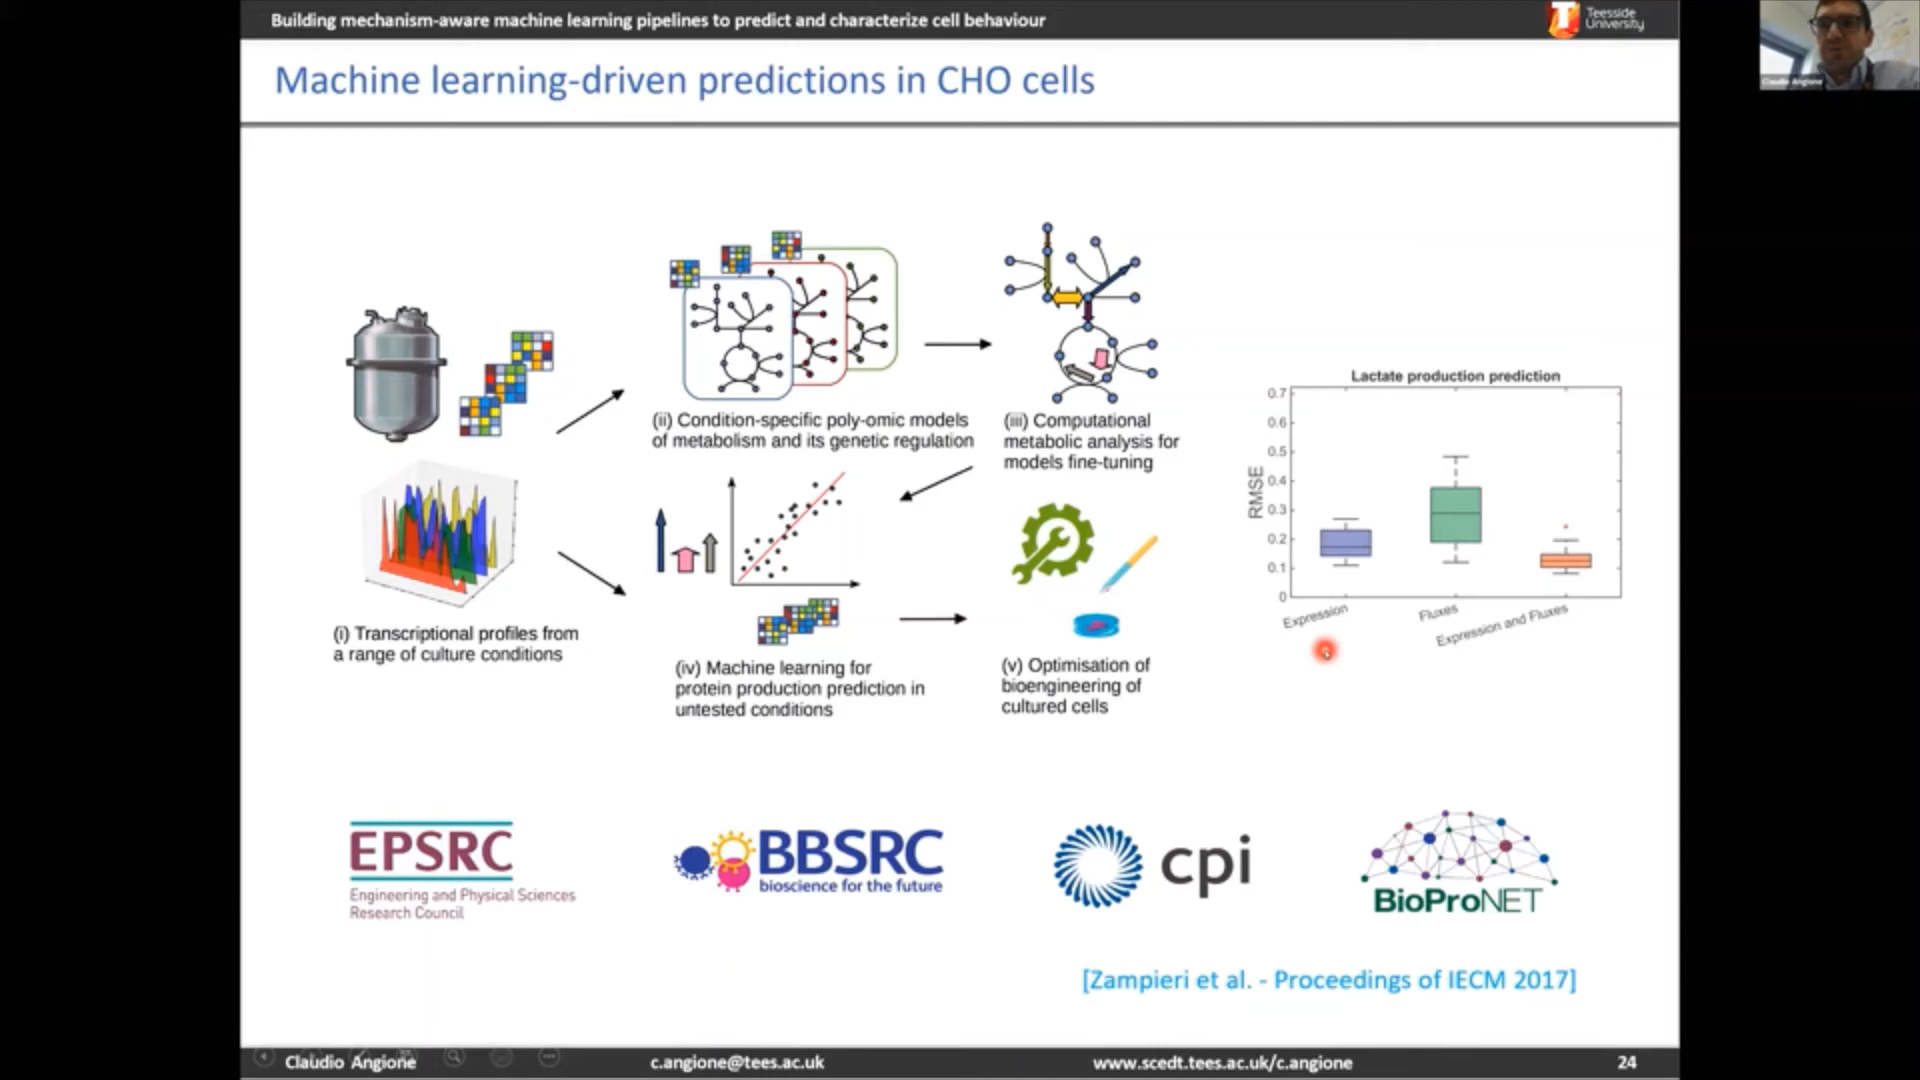 Building mechanism-aware machine learning pipelines to predict and characterize cell behaviour
Teesside
University
Claudio Angione
Machine learning-driven predictions in CHO cells
(i) Transcriptional profiles from
a range of culture conditions
(ii) Condition-specific poly-omic models
of metabolism and its genetic regulation
(iii) Computational
metabolic analysis for
models fine-tuning
(iv) Machine learning for
protein production prediction in
untested conditions
(v) Optimisation of
bioengineering of
cultured cells
Lactate production prediction
RMSE
0.7
0.6
0.5
0.4
0.3
0.2
0.1
0
Expression
Fluxes
Expression and Fluxes
EPSRC
Engineering and Physical Sciences
Research Council
BBSRC
bioscience for the future
cpi
BioProNET
[Zampieri et al. - Proceedings of IECM 2017]
Claudio Angione
c.angione@tees.ac.uk
www.scedt.tees.ac.uk/c.angione
24